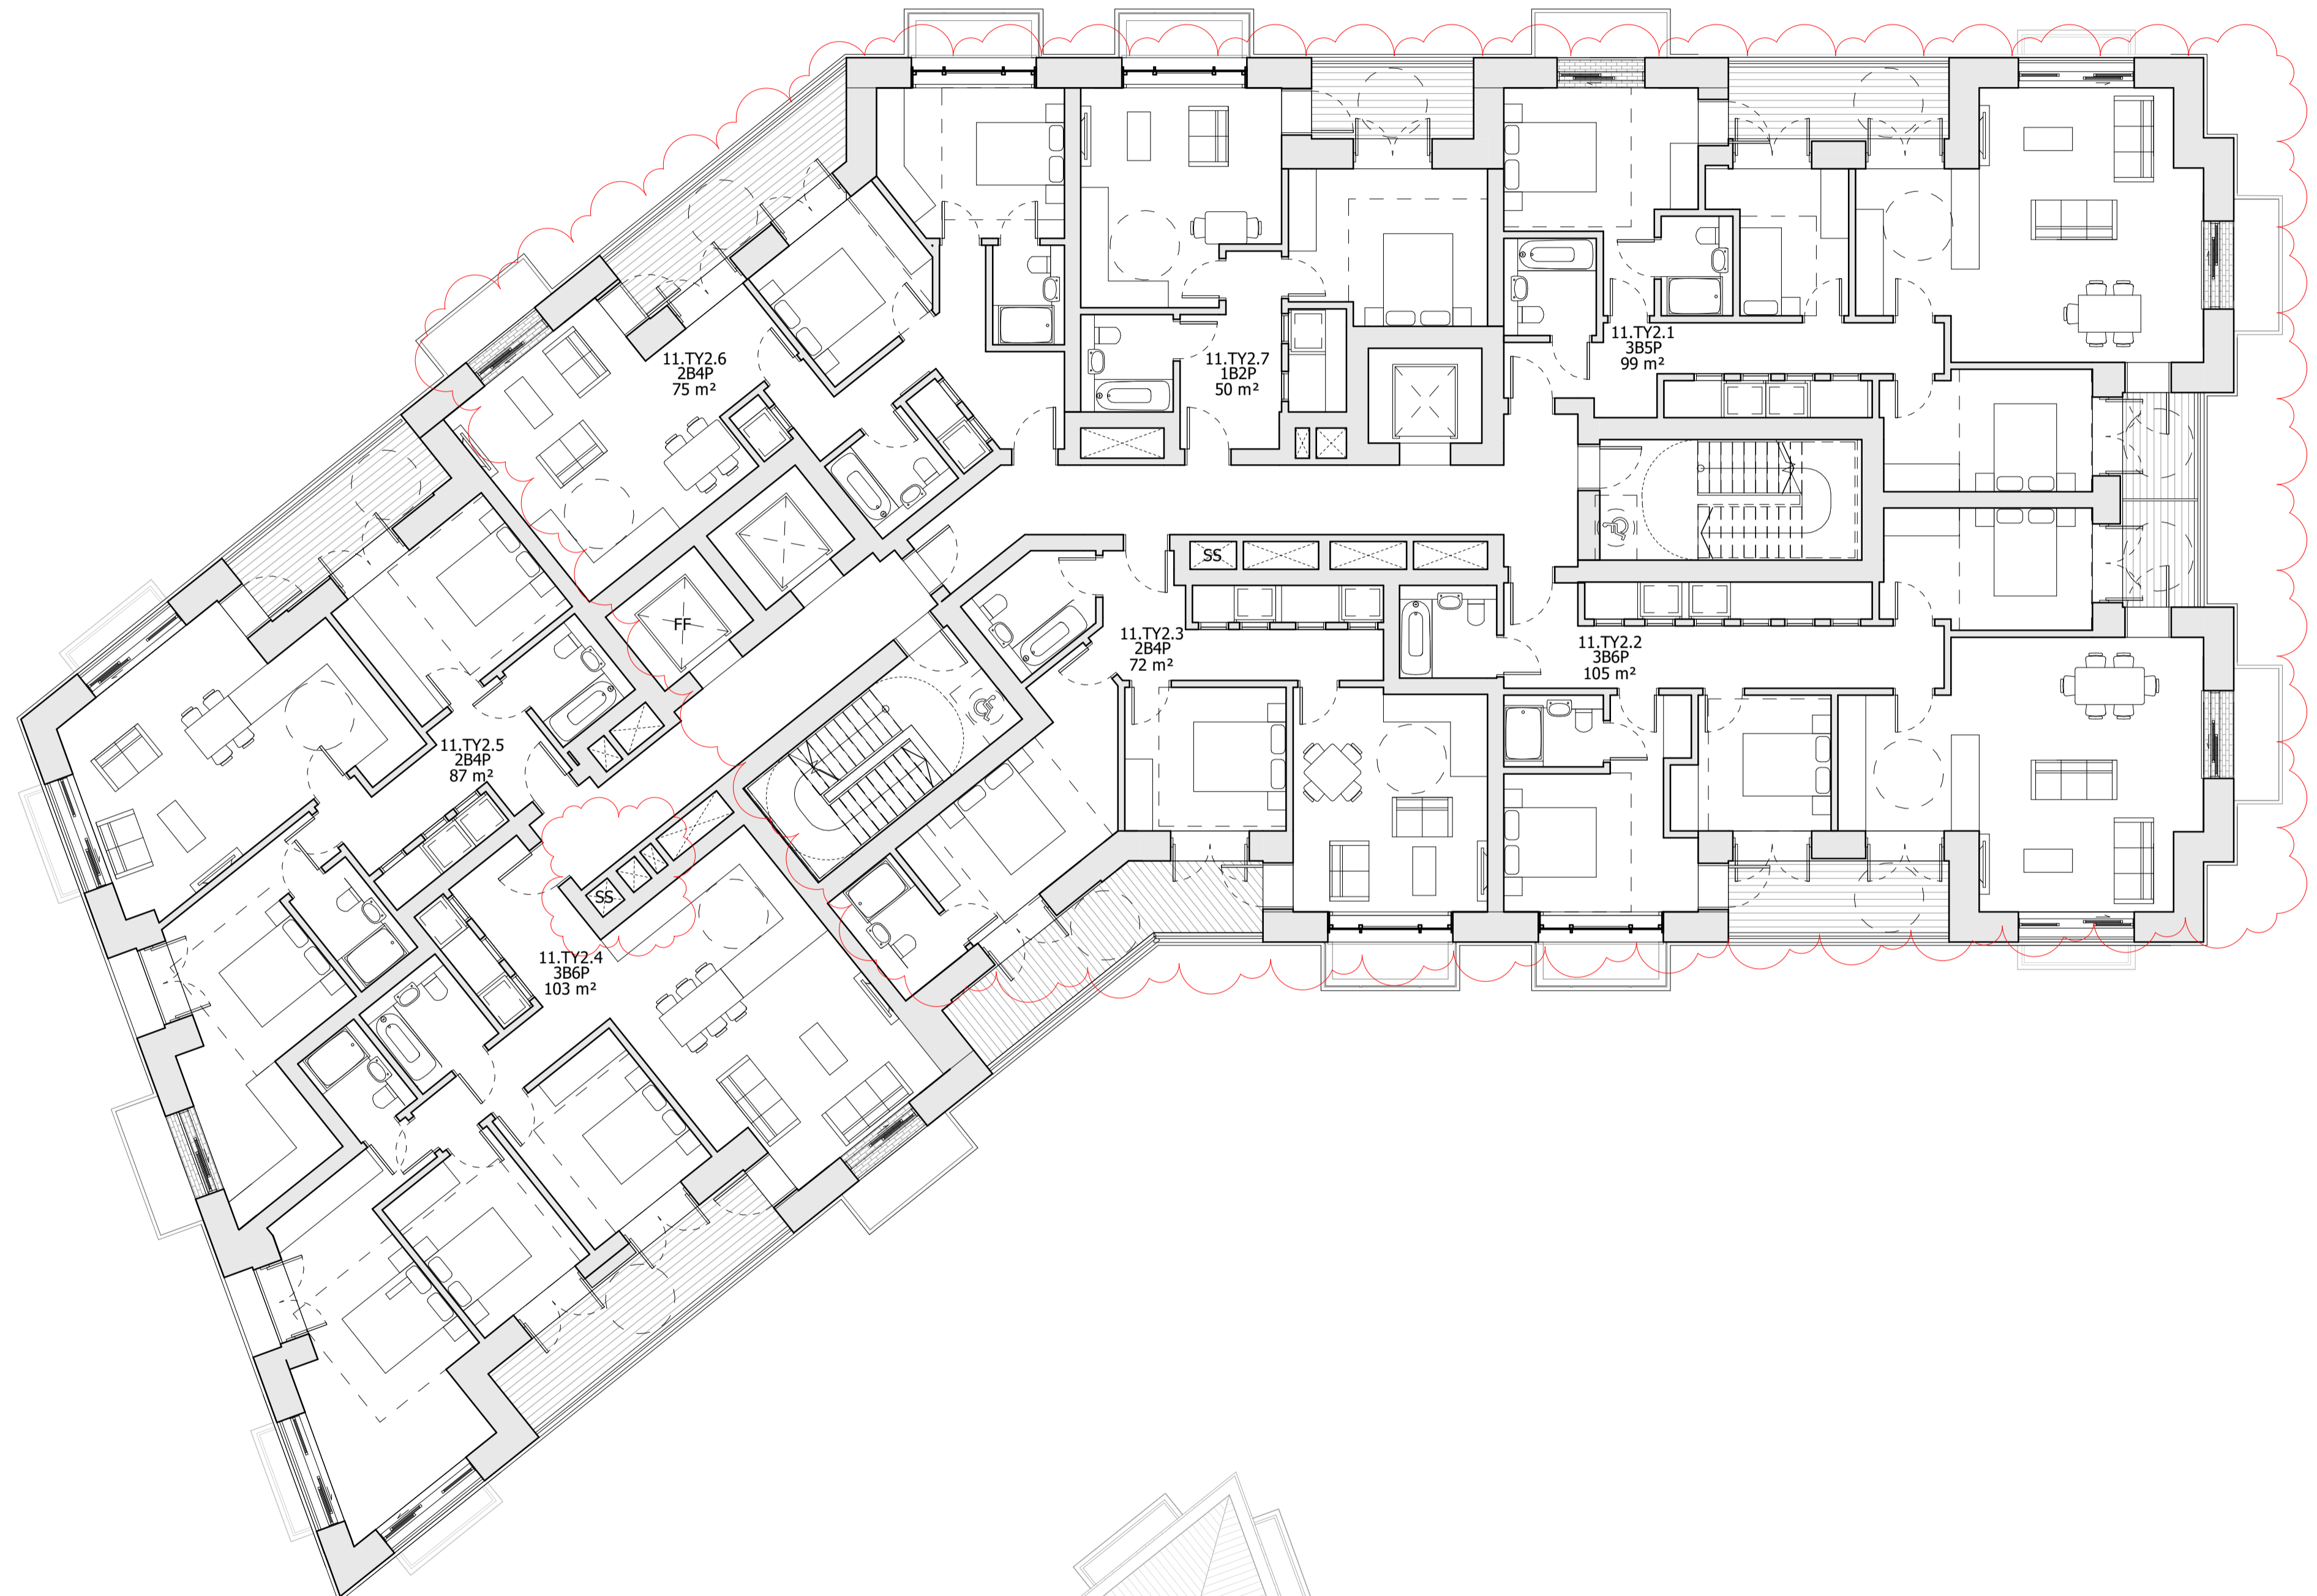 11.TY2.1
3B5P
99 m²
11.TY2.6
2B4P
75 m²
11.TY2.7
1B2P
50 m²
SS
FF
11.TY2.3
2B4P
72 m²
11.TY2.2
3B6P
105 m²
11.TY2.5
2B4P
87 m²
SS
11.TY2.4
3B6P
103 m²